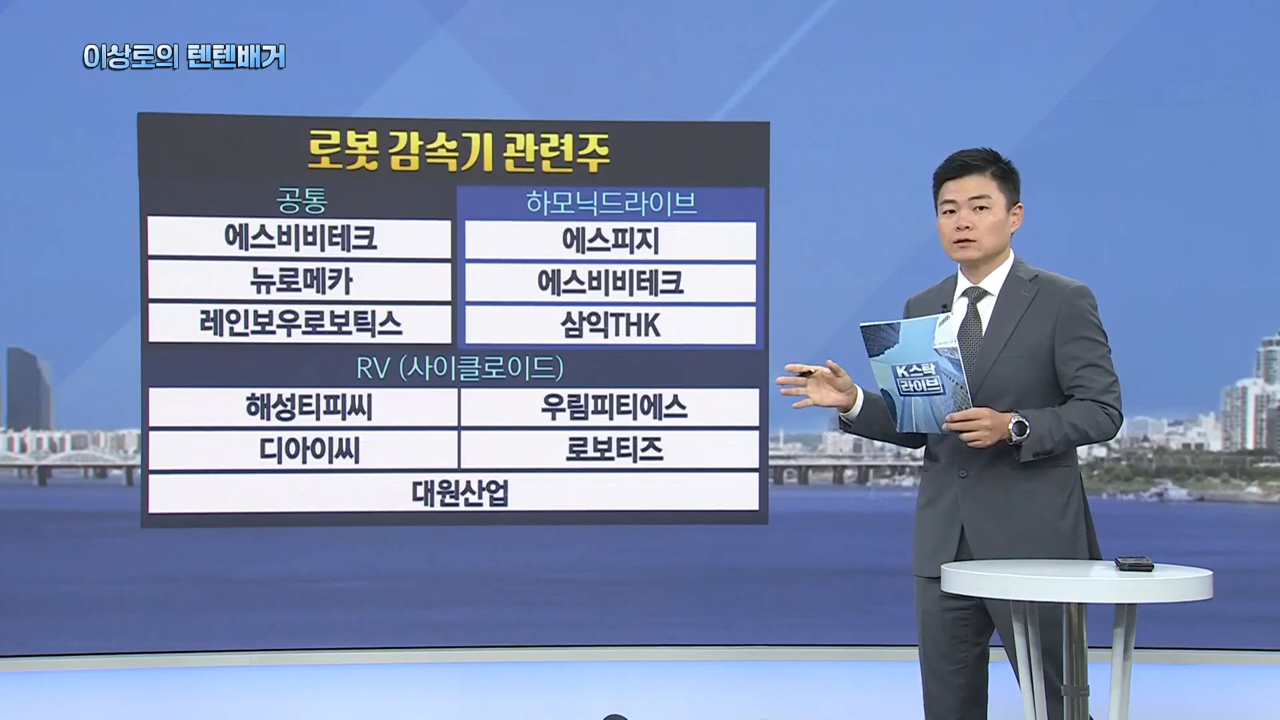 이상로의 텐텐배거
로봇 감속기 관련주
공통
하모닉드라이브
에스비비테크
에스피지
뉴로메카
에스비비테크
레인보우로보틱스
삼익THK
RV (사이클로이드)
해성티피씨
우림피티에스
디아이씨
로보티즈
대원산업
K스탁
라이브